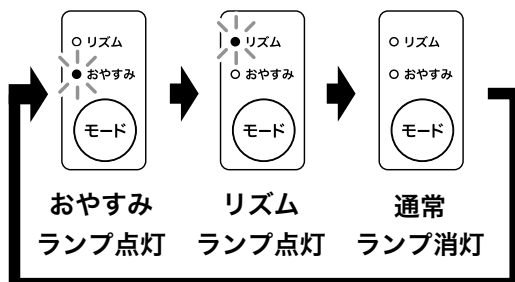 リズム
おやすみ
モード
おやすみ
ランプ点灯
リズム
おやすみ
モード
リズム
ランプ点灯
リズム
おやすみ
モード
通常
ランプ消灯